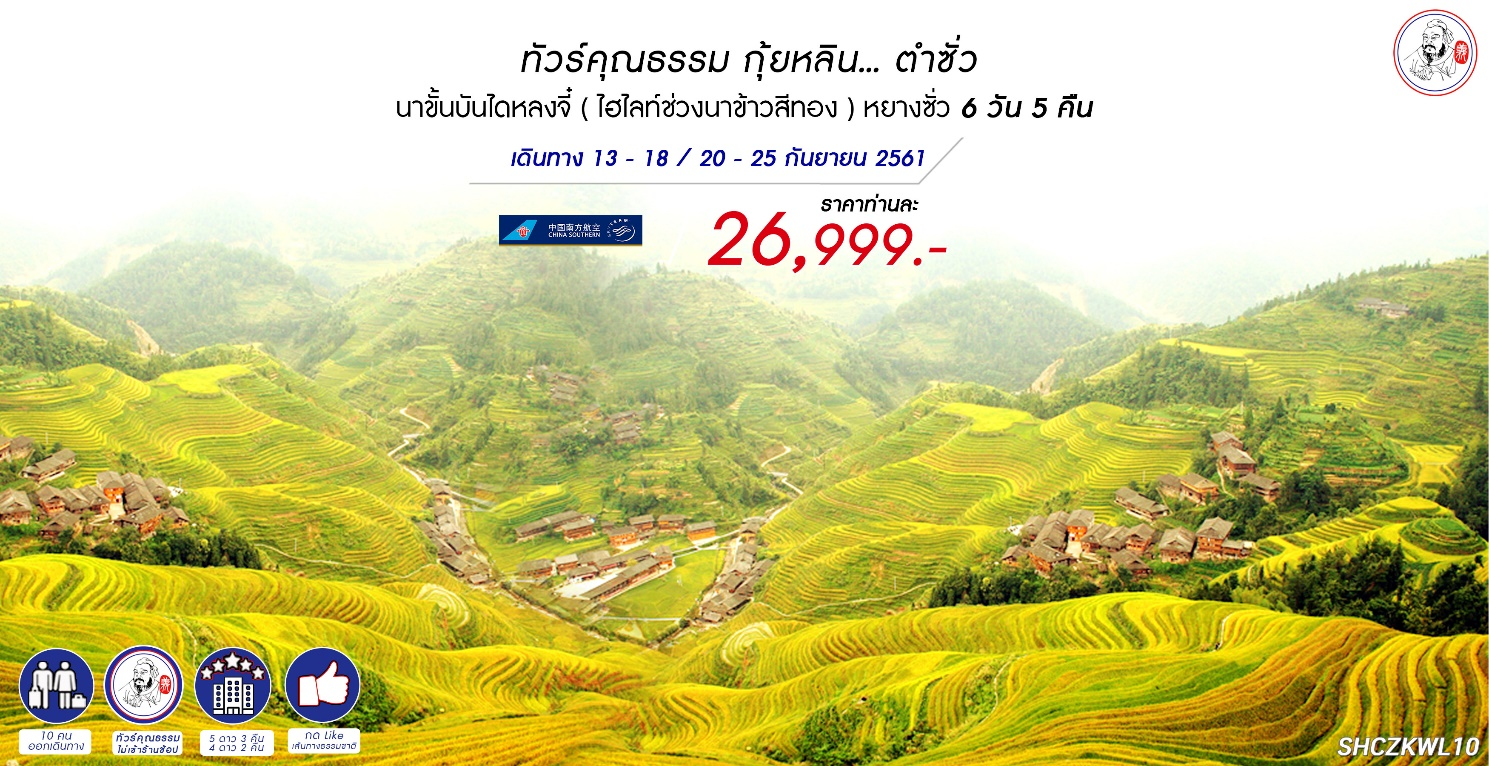 ทัวร์คุณธรรม กุ้ยหลิน... ตำซั่ว
นาขั้นบันไดหลงจี๋ ( ไฮไลท์ช่วงนาข้าวสีทอง ) หยางซั่ว 6 วัน 5 คืน
เดินทาง 13 - 18 / 20 - 25 กันยายน 2561
ราคาท่านละ
中国南方航空
CHINA SOUTHERN
26,999.-
10 คน
ออกเดินทาง
ทัวร์คุณธรรม
ไม่เข้าร้านช้อป
5 ดาว 3 คืน
4 ดาว 2 คืน
กด Like
เส้นทางธรรมชาติ
SHCZKWL10